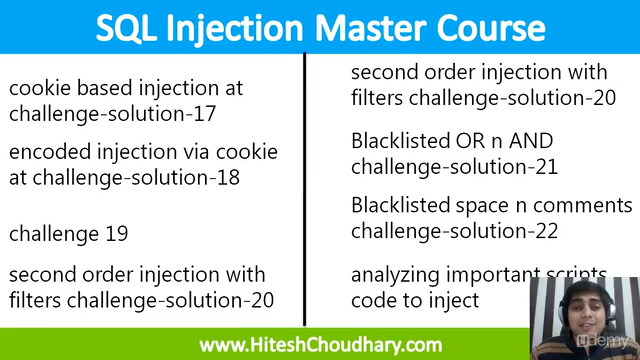 SQL Injection Master Course
cookie based injection at
challenge-solution-17
encoded injection via cookie
at challenge-solution-18
challenge 19
second order injection with
filters challenge-solution-20
second order injection with
filters challenge-solution-20
Blacklisted OR n AND
challenge-solution-21
Blacklisted space n comments
challenge-solution-22
analyzing important scripts
code to inject
www.HiteshChoudhary.com
udemy